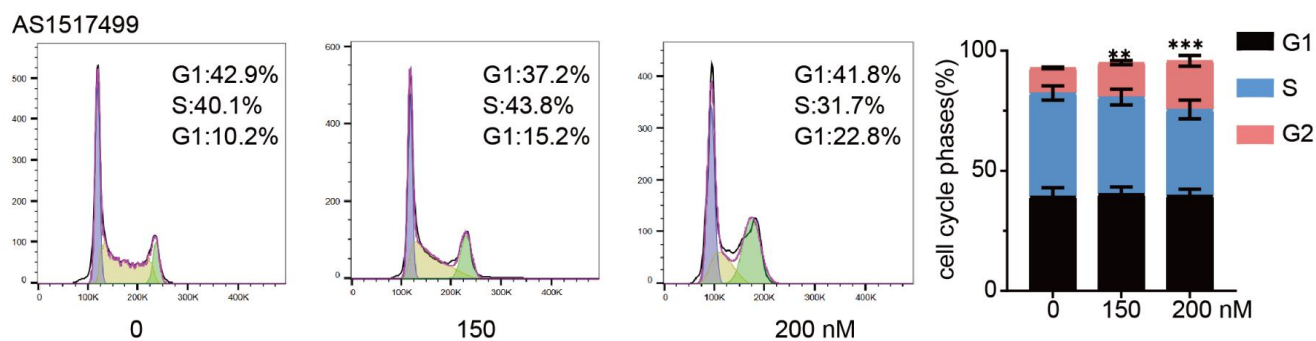 AS1517499
G1:42.9%
S:40.1%
G1:10.2%
500
400
300
200
100
0
0 100K 200K 300K 400K
0
G1:37.2%
S:43.8%
G1:15.2%
600
450
300
150
0
0 100K 200K 300K 400K
150
G1:41.8%
S:31.7%
G1:22.8%
400
300
200
100
0
0 100K 200K 300K 400K
200 nM
cell cycle phases(%)
100
50
0
** ***
0 150 200 nM
G1
S
G2